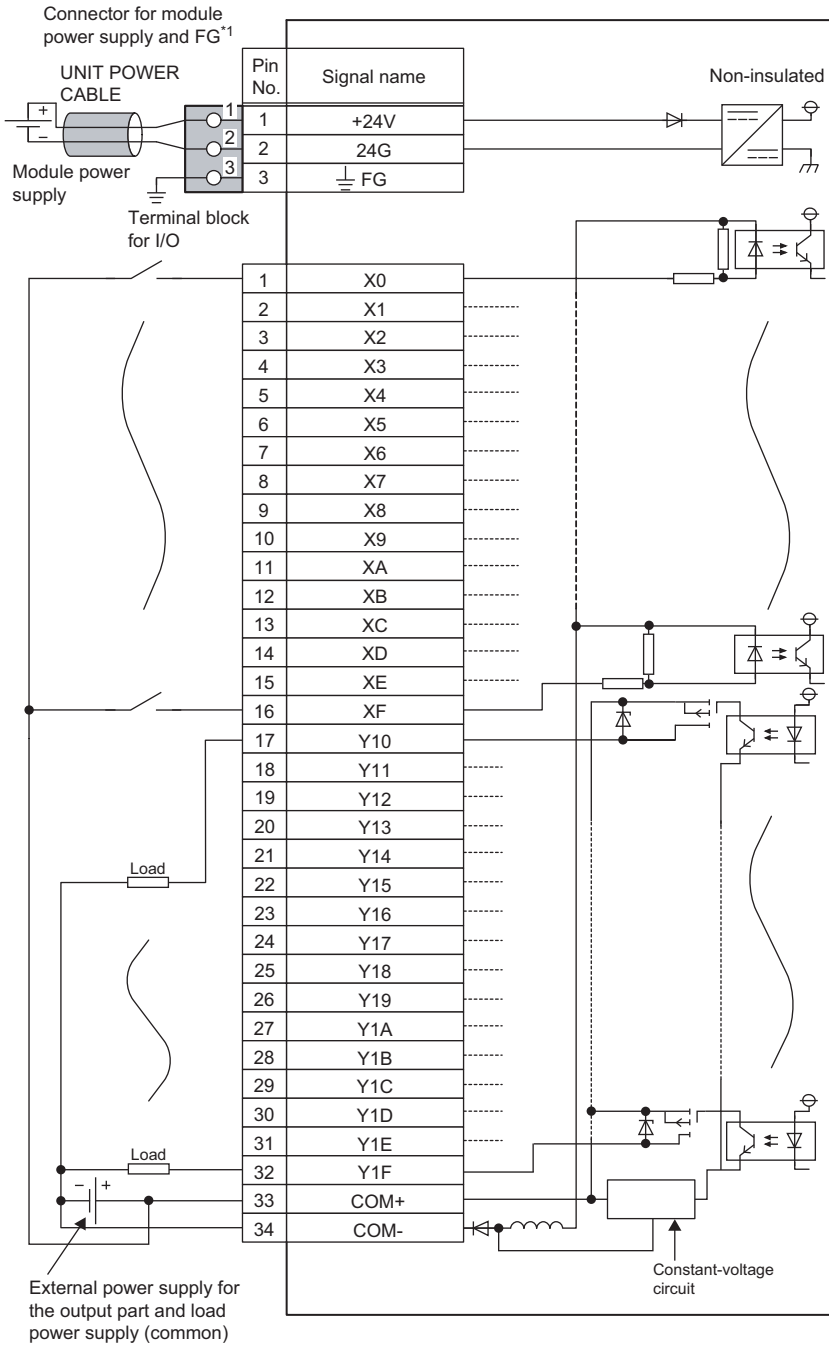 Connector for module
power supply and FG*1
UNIT POWER
CABLE
+
−
Module power
supply
1
2
3
Pin
No.
Signal name
1 +24V
2 24G
3 FG
Non-insulated
Terminal block
for I/O
1 X0
2 X1
3 X2
4 X3
5 X4
6 X5
7 X6
8 X7
9 X8
10 X9
11 XA
12 XB
13 XC
14 XD
15 XE
16 XF
17 Y10
18 Y11
19 Y12
20 Y13
21 Y14
22 Y15
23 Y16
24 Y17
25 Y18
26 Y19
27 Y1A
28 Y1B
29 Y1C
30 Y1D
31 Y1E
32 Y1F
33 COM+
34 COM-
Load
Load
− +
External power supply for
the output part and load
power supply (common)
Constant-voltage
circuit